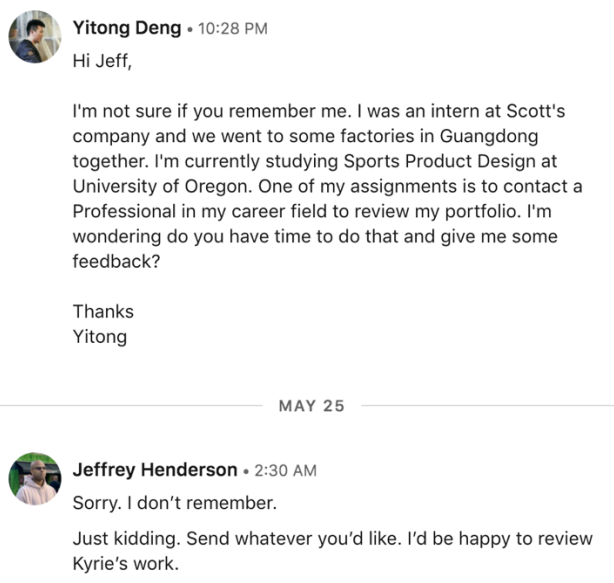 Yitong Deng • 10:28 PM
Hi Jeff,
I'm not sure if you remember me. I was an intern at Scott's
company and we went to some factories in Guangdong
together. I'm currently studying Sports Product Design at
University of Oregon. One of my assignments is to contact a
Professional in my career field to review my portfolio. I'm
wondering do you have time to do that and give me some
feedback?
Thanks
Yitong
MAY 25
Jeffrey Henderson • 2:30 AM
Sorry. I don’t remember.
Just kidding. Send whatever you’d like. I’d be happy to review
Kyrie’s work.